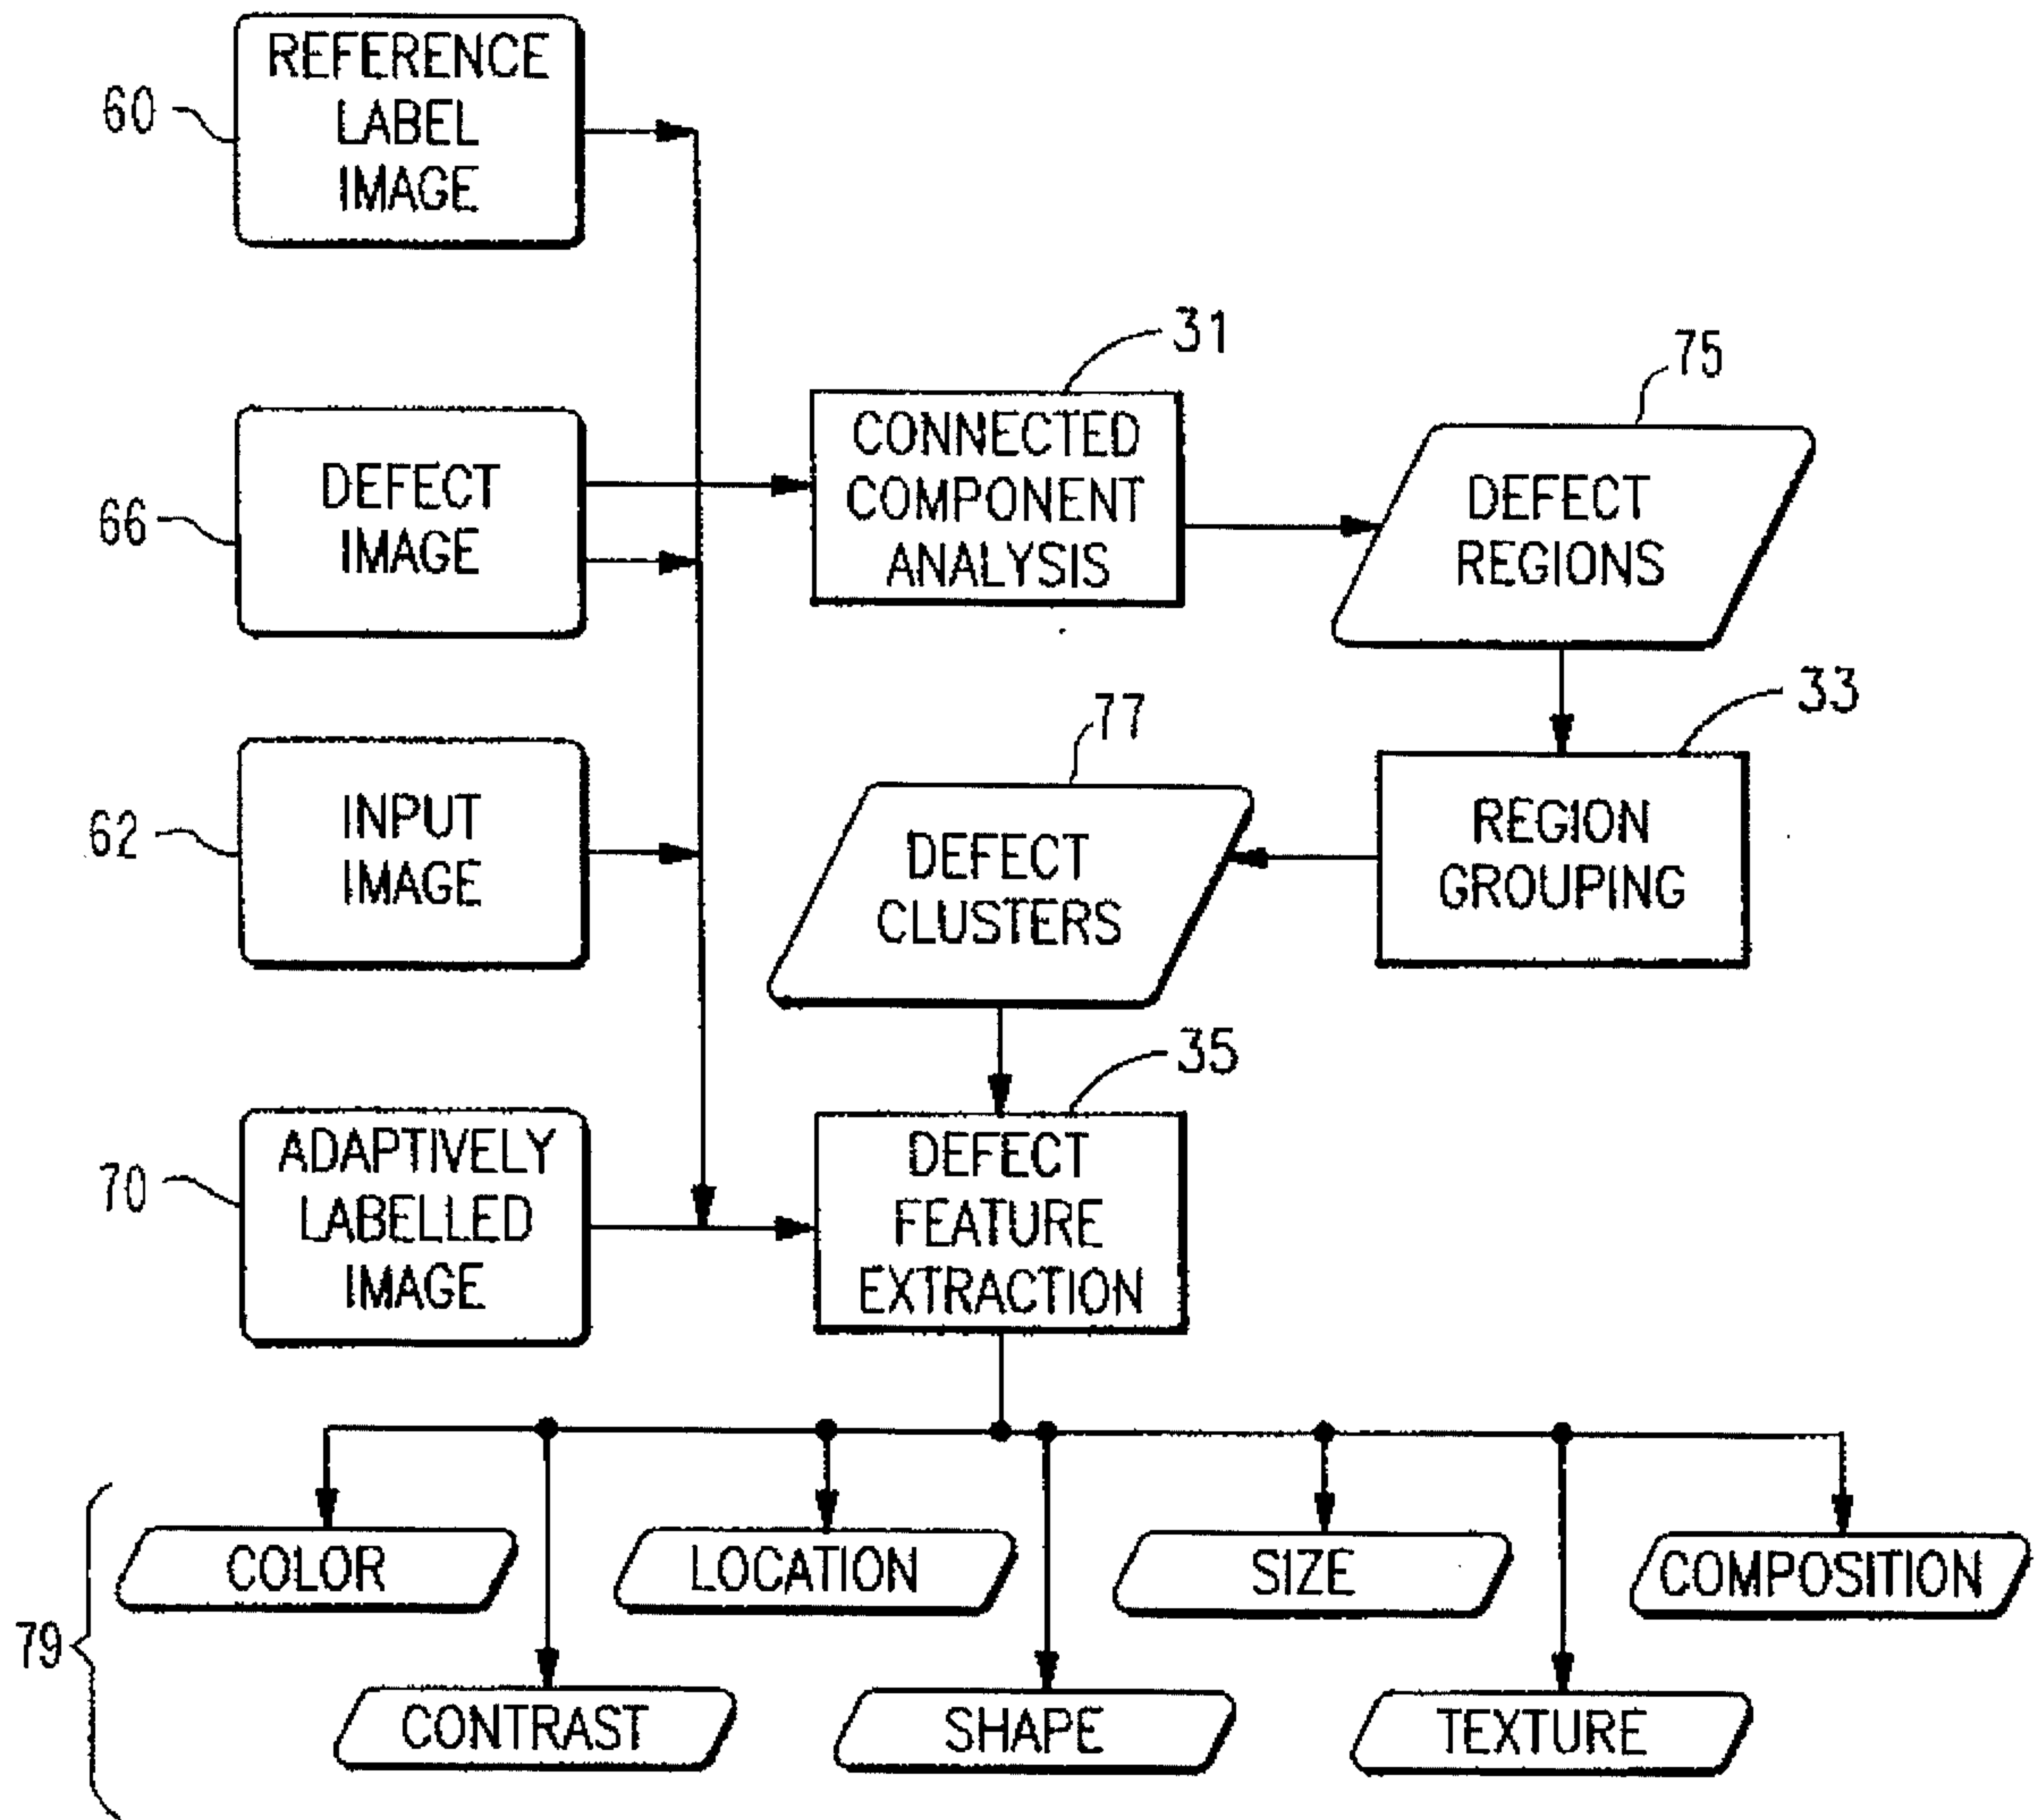 60
REFERENCE
LABEL
IMAGE
66
DEFECT
IMAGE
31
CONNECTED
COMPONENT
ANALYSIS
75
DEFECT
REGIONS
62
INPUT
IMAGE
77
DEFECT
CLUSTERS
33
REGION
GROUPING
70
ADAPTIVELY
LABELLED
IMAGE
35
DEFECT
FEATURE
EXTRACTION
79
COLOR
LOCATION
SIZE
COMPOSITION
CONTRAST
SHAPE
TEXTURE